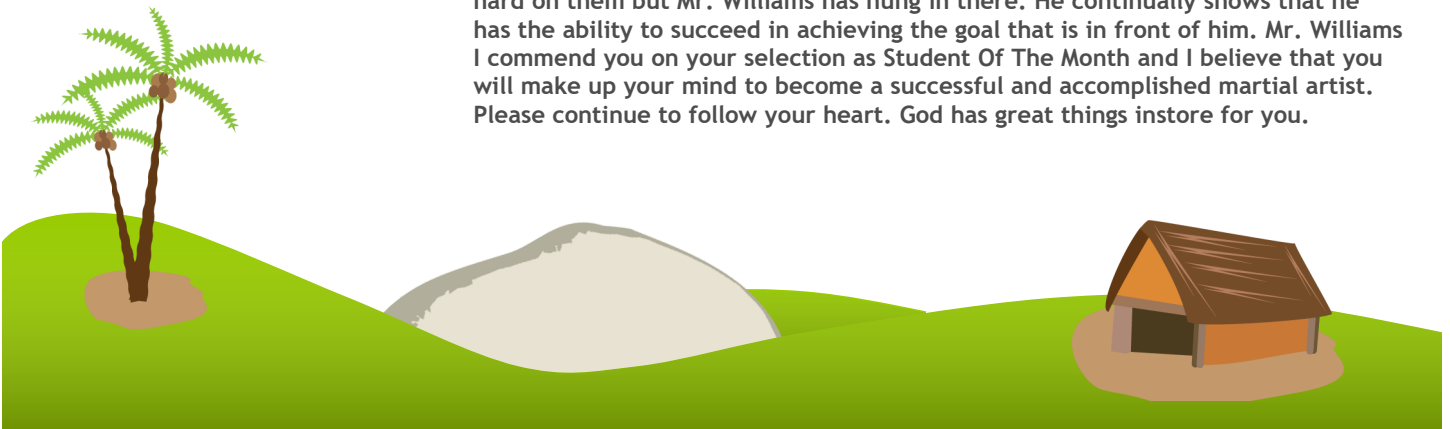 hard on them but Mr. Williams has hung in there. He continually shows that he
has the ability to succeed in achieving the goal that is in front of him. Mr. Williams
I commend you on your selection as Student Of The Month and I believe that you
will make up your mind to become a successful and accomplished martial artist.
Please continue to follow your heart. God has great things instore for you.